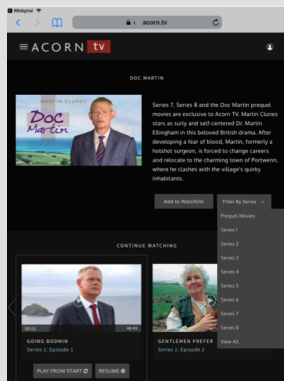 acorn.tv
ACORN tv
DOC MARTIN
MARTIN CLUNES
Doc
Martin
Series 7, Series 8 and the Doc Martin prequel
movies are exclusive to Acorn TV. Martin Clunes
stars as surly and self-centered Dr. Martin
Ellingham in this beloved British drama. After
developing a fear of blood, Martin, formerly a
hotshot surgeon, is forced to change careers
and relocate to the charming town of Portwenn,
where he clashes with the village's quirky
inhabitants.
Add to Watchlist
Filter By Series
Prequel Movies
Series 1
Series 2
Series 3
Series 4
Series 5
Series 6
Series 7
Series 8
View All
CONTINUE WATCHING
46:43
GOING BODMIN
Series 1: Episode 1
GENTLEMEN PREFER
Series 1: Episode 2
PLAY FROM START
RESUME